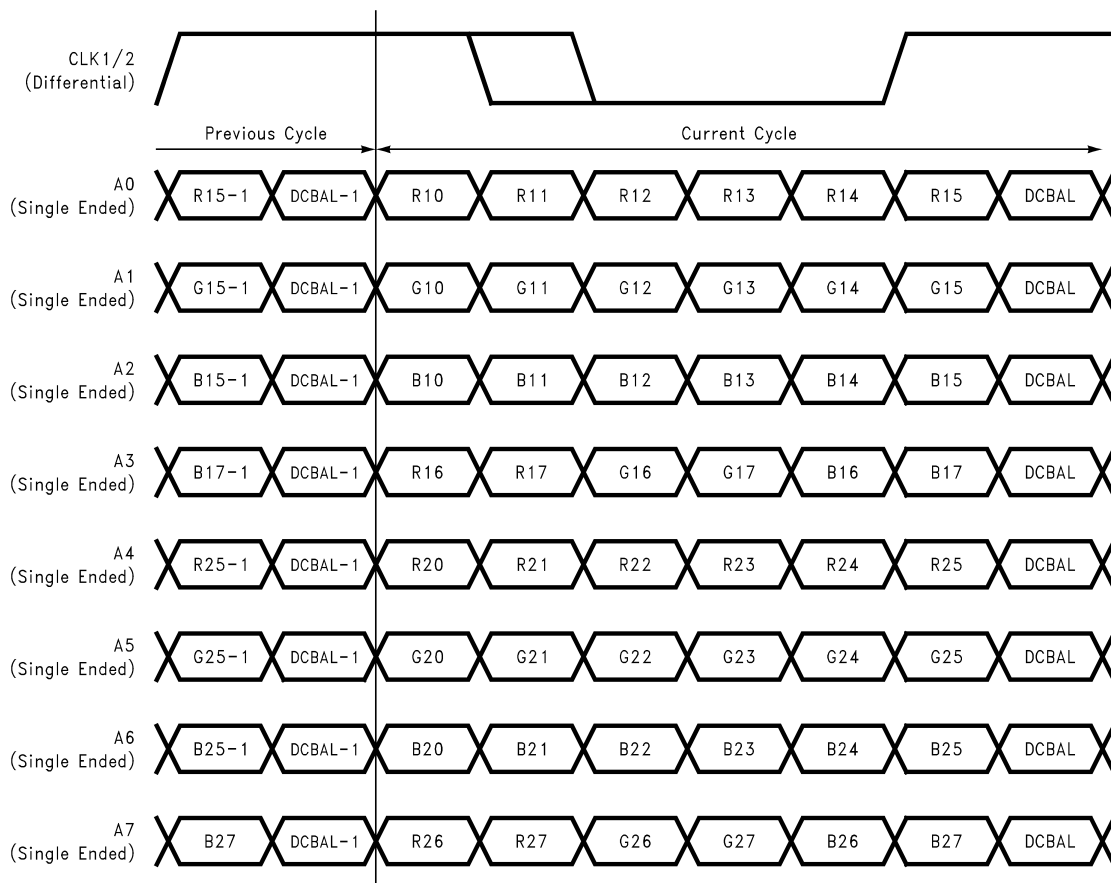 CLK1/2
(Differential)
Previous Cycle
Current Cycle
A0
(Single Ended)
R15-1 DCBAL-1 R10 R11 R12 R13 R14 R15 DCBAL
A1
(Single Ended)
G15-1 DCBAL-1 G10 G11 G12 G13 G14 G15 DCBAL
A2
(Single Ended)
B15-1 DCBAL-1 B10 B11 B12 B13 B14 B15 DCBAL
A3
(Single Ended)
B17-1 DCBAL-1 R16 R17 G16 G17 B16 B17 DCBAL
A4
(Single Ended)
R25-1 DCBAL-1 R20 R21 R22 R23 R24 R25 DCBAL
A5
(Single Ended)
G25-1 DCBAL-1 G20 G21 G22 G23 G24 G25 DCBAL
A6
(Single Ended)
B25-1 DCBAL-1 B20 B21 B22 B23 B24 B25 DCBAL
A7
(Single Ended)
B27 DCBAL-1 R26 R27 G26 G27 B26 B27 DCBAL